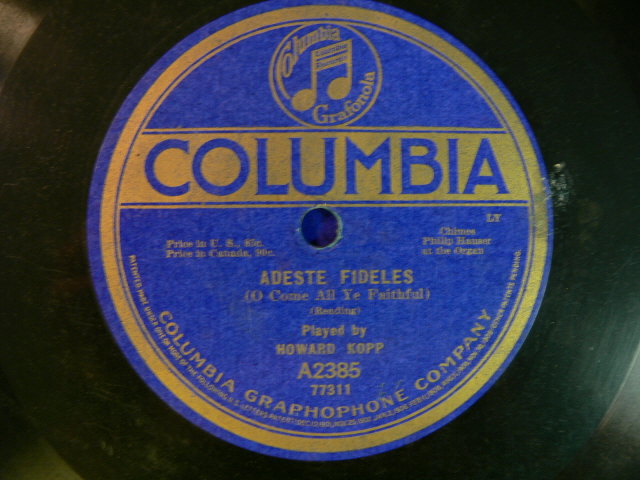 Columbia
Grafonola
COLUMBIA
LY
Price in U. S., 85c.
Price in Canada, 90c.
Chimes
Philip Hauser
at the Organ
ADESTE FIDELES
(O Come All Ye Faithful)
(Reading)
Played by
HOWARD KOPP
A2385
77311
COLUMBIA GRAPHOPHONE COMPANY